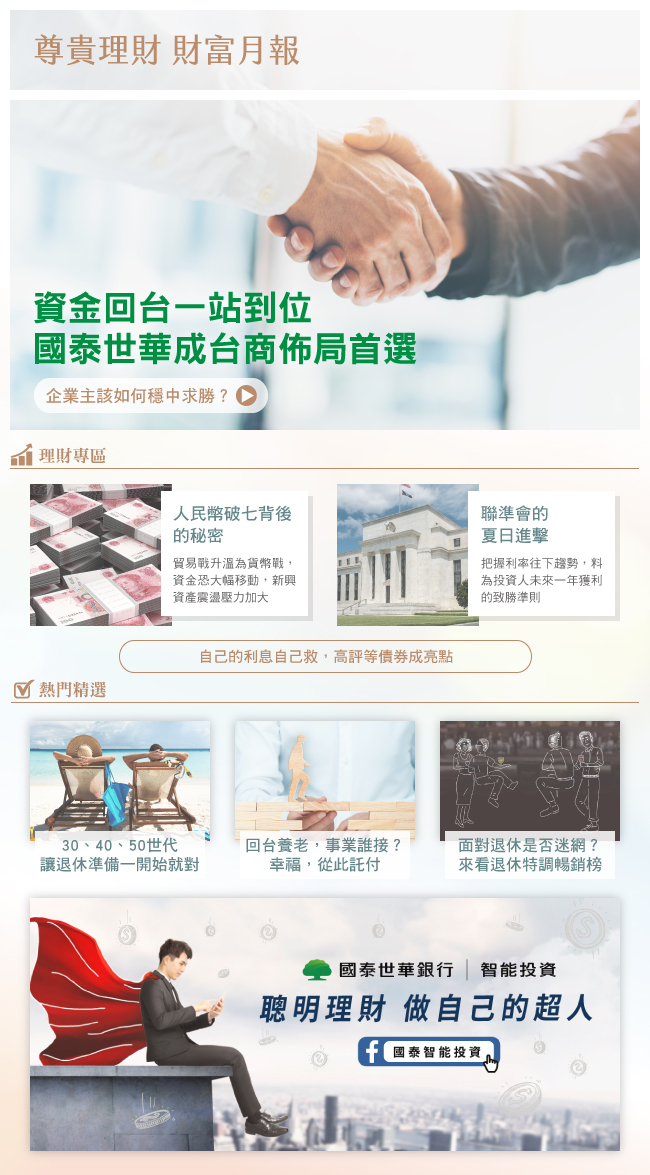 尊貴理財 財富月報
資金回台一站到位
國泰世華成台商佈局首選
企業主該如何穩中求勝？
理財專區
人民幣破七背後
的秘密
貿易戰升溫為貨幣戰，
資金恐大幅移動，新興
資產震盪壓力加大
聯準會的
夏日進擊
把握利率往下趨勢，料
為投資人未來一年獲利
的致勝準則
自己的利息自己救，高評等債券成亮點
熱門精選
30、40、50世代
讓退休準備一開始就對
回台養老，事業誰接？
幸福，從此託付
面對退休是否迷網？
來看退休特調暢銷榜
國泰世華銀行｜智能投資
聰明理財 做自己的超人
f 國泰智能投資